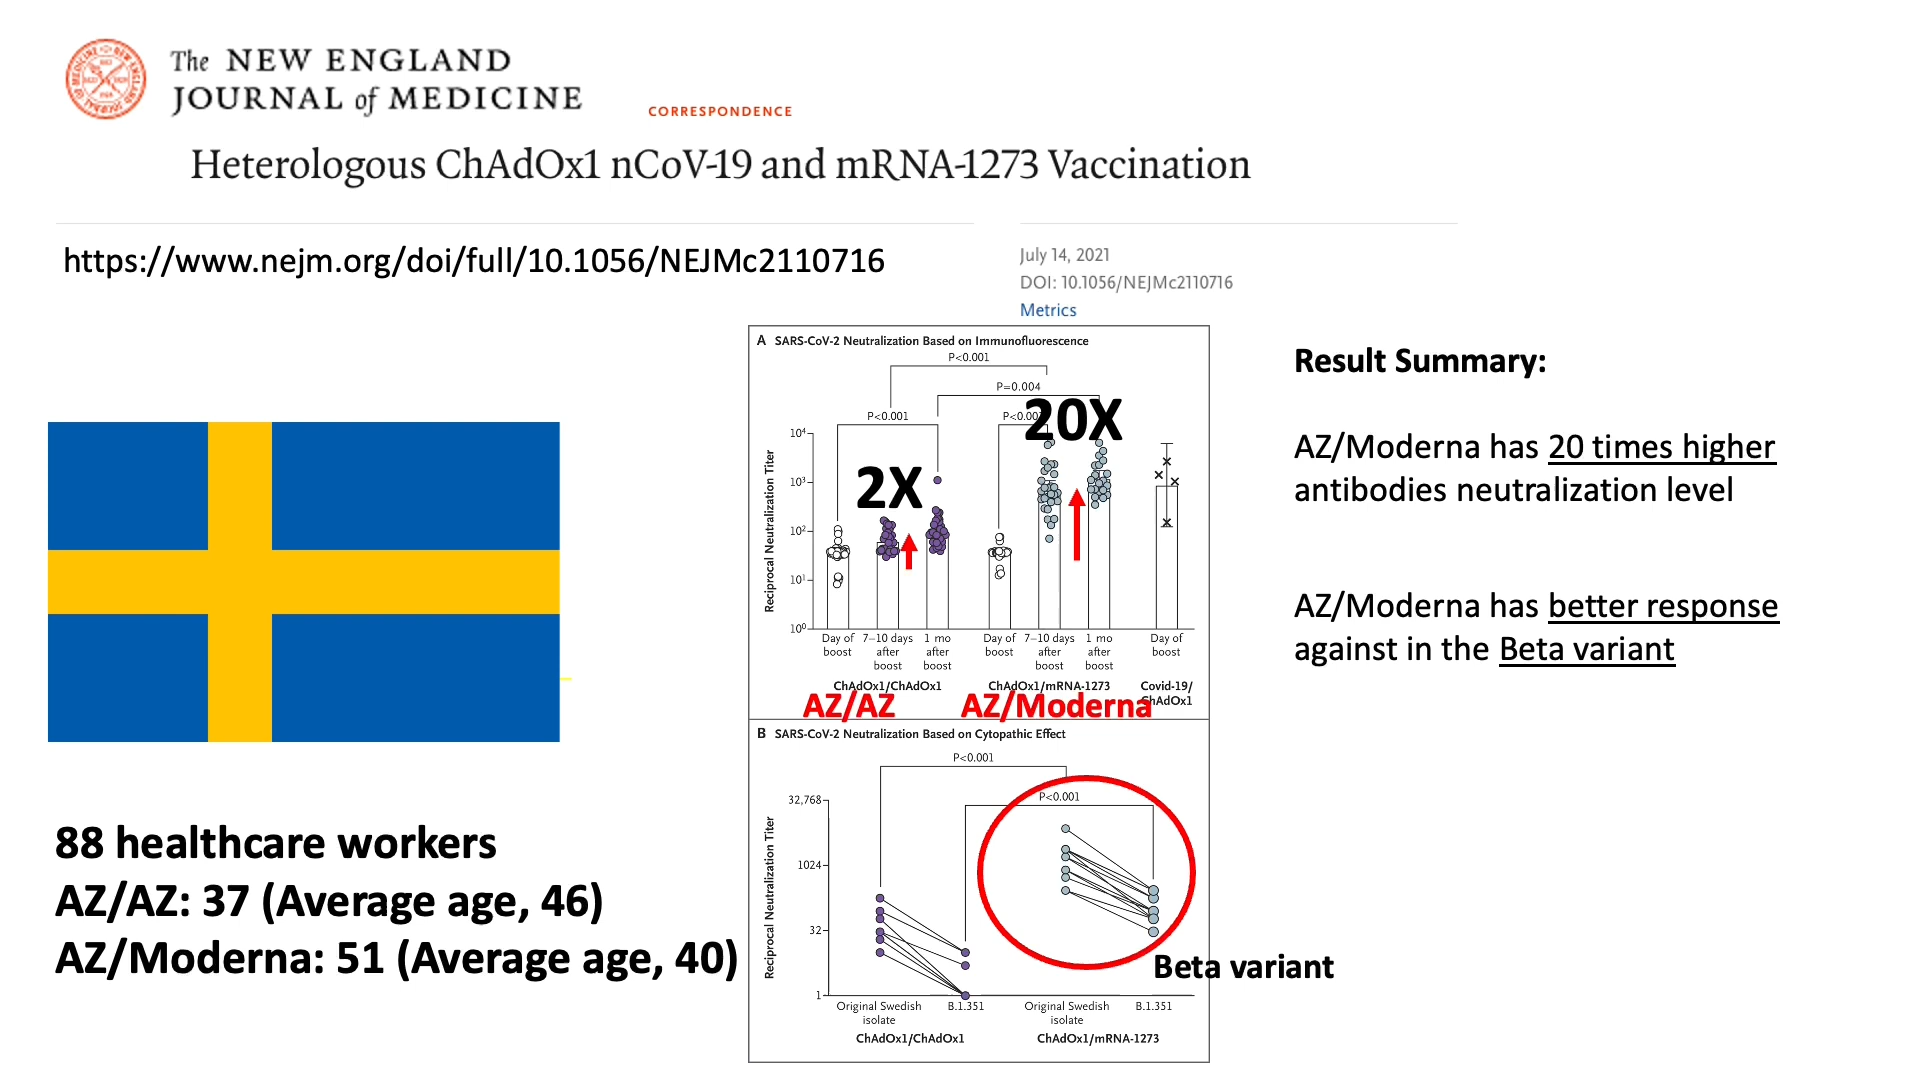 The NEW ENGLAND
JOURNAL of MEDICINE
CORRESPONDENCE
Heterologous ChAdOx1 nCoV-19 and mRNA-1273 Vaccination
https://www.nejm.org/doi/full/10.1056/NEJMc2110716
July 14, 2021
DOI: 10.1056/NEJMc2110716
Metrics
A SARS-CoV-2 Neutralization Based on Immunofluorescence
P<0.001
P=0.004
P<0.001
20X
2X
Reciprocal Neutralization Titer
10⁴
10³
10²
10¹
10⁰
Day of boost
7–10 days after boost
1 mo after boost
Day of boost
7–10 days after boost
1 mo after boost
Day of boost
ChAdOx1/ChAdOx1
ChAdOx1/mRNA-1273
Covid-19/
ChAdOx1
AZ/AZ
AZ/Moderna
B SARS-CoV-2 Neutralization Based on Cytopathic Effect
P<0.001
P<0.001
Reciprocal Neutralization Titer
32,768
1024
32
1
Original Swedish isolate
B.1.351
Original Swedish isolate
B.1.351
ChAdOx1/ChAdOx1
ChAdOx1/mRNA-1273
Beta variant
88 healthcare workers
AZ/AZ: 37 (Average age, 46)
AZ/Moderna: 51 (Average age, 40)
Result Summary:
AZ/Moderna has 20 times higher
antibodies neutralization level
AZ/Moderna has better response
against in the Beta variant